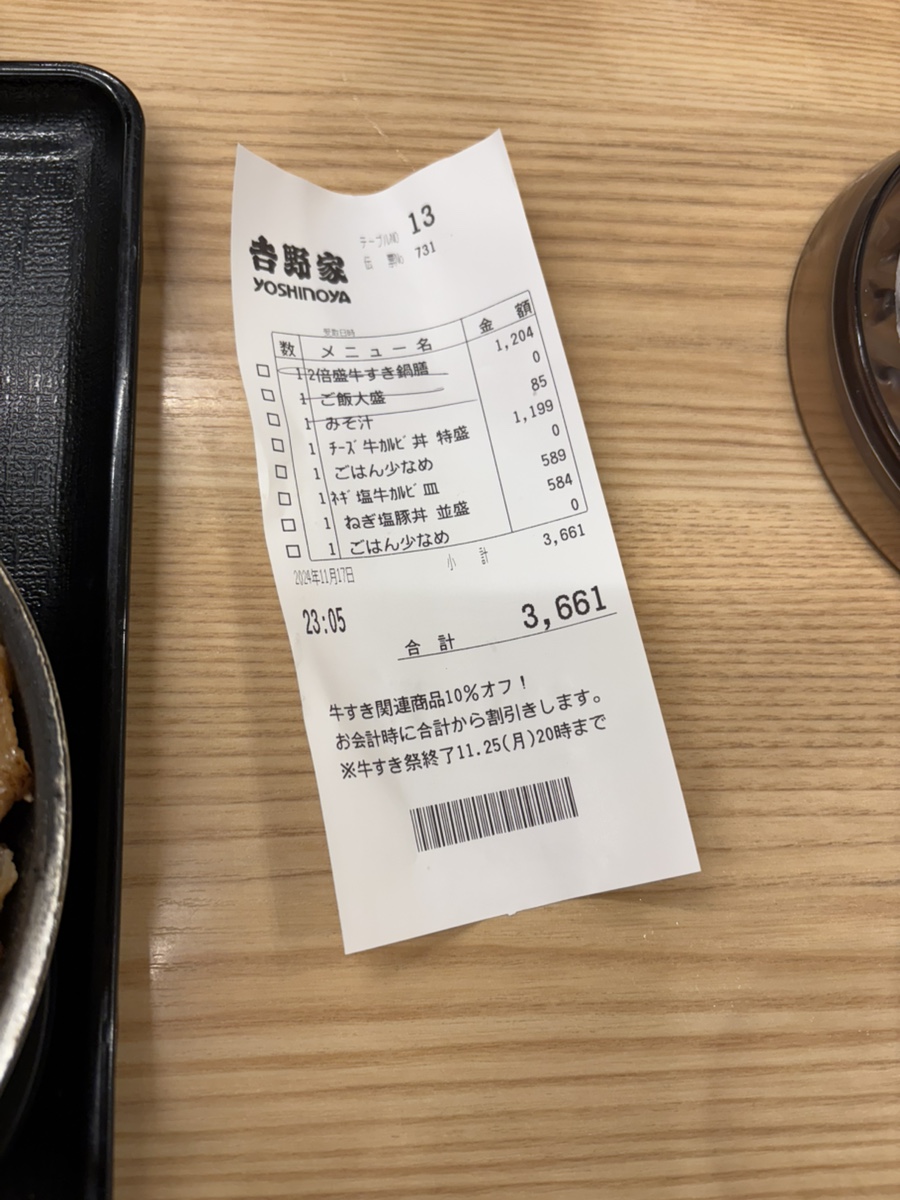 テーブルNO 13
伝 票No 731
吉野家
YOSHINOYA
数 メニュー名 金 額
1 2倍盛牛すき鍋膳 1,204
1 ご飯大盛 0
1 みそ汁 85
1 チーズ牛カルビ丼 特盛 1,199
1 ごはん少なめ 0
1 ネギ塩牛カルビ皿 589
1 ねぎ塩豚丼 並盛 584
1 ごはん少なめ 0
小 計 3,661
2024年11月17日
23:05
合 計 3,661
牛すき関連商品10%オフ!
お会計時に合計から割引きします。
※牛すき祭終了11.25(月)20時まで